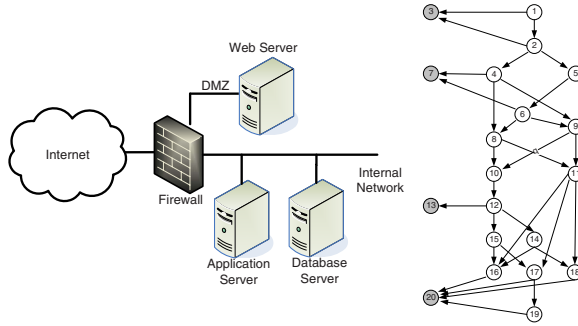 Web Server
DMZ
Internet
Firewall
Internal
Network
Application
Server
Database
Server
3
1
2
7
4
5
6
9
8
10
11
13
12
15
14
16
17
18
20
19